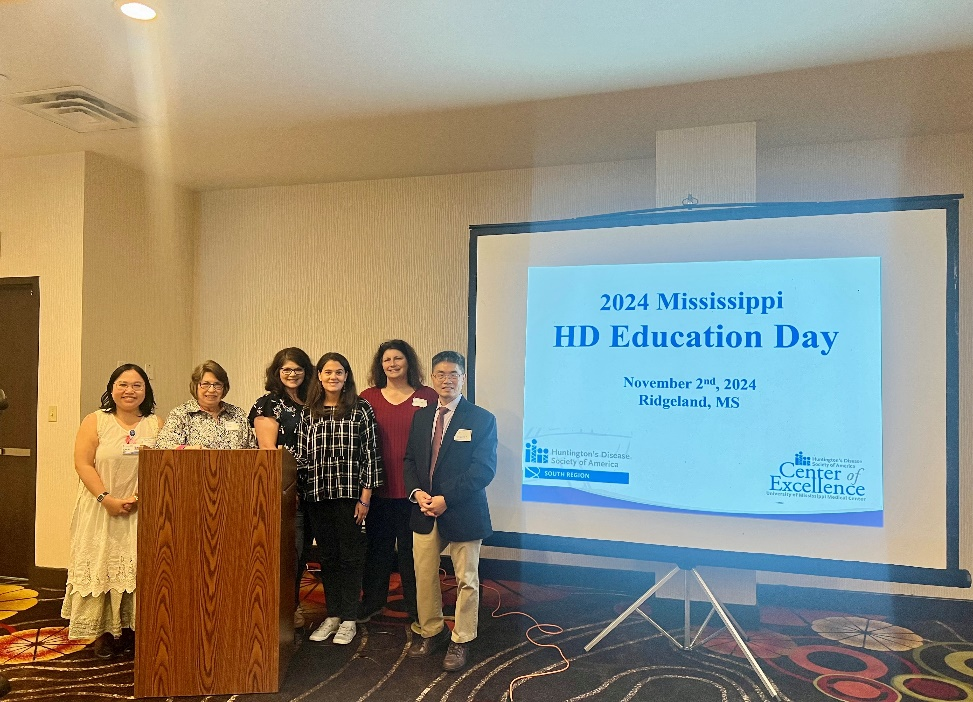 2024 Mississippi
HD Education Day
November 2nd, 2024
Ridgeland, MS
Huntington's Disease
Society of America
SOUTH REGION
Huntington's Disease
Society of America
Center of
Excellence
University of Mississippi Medical Center